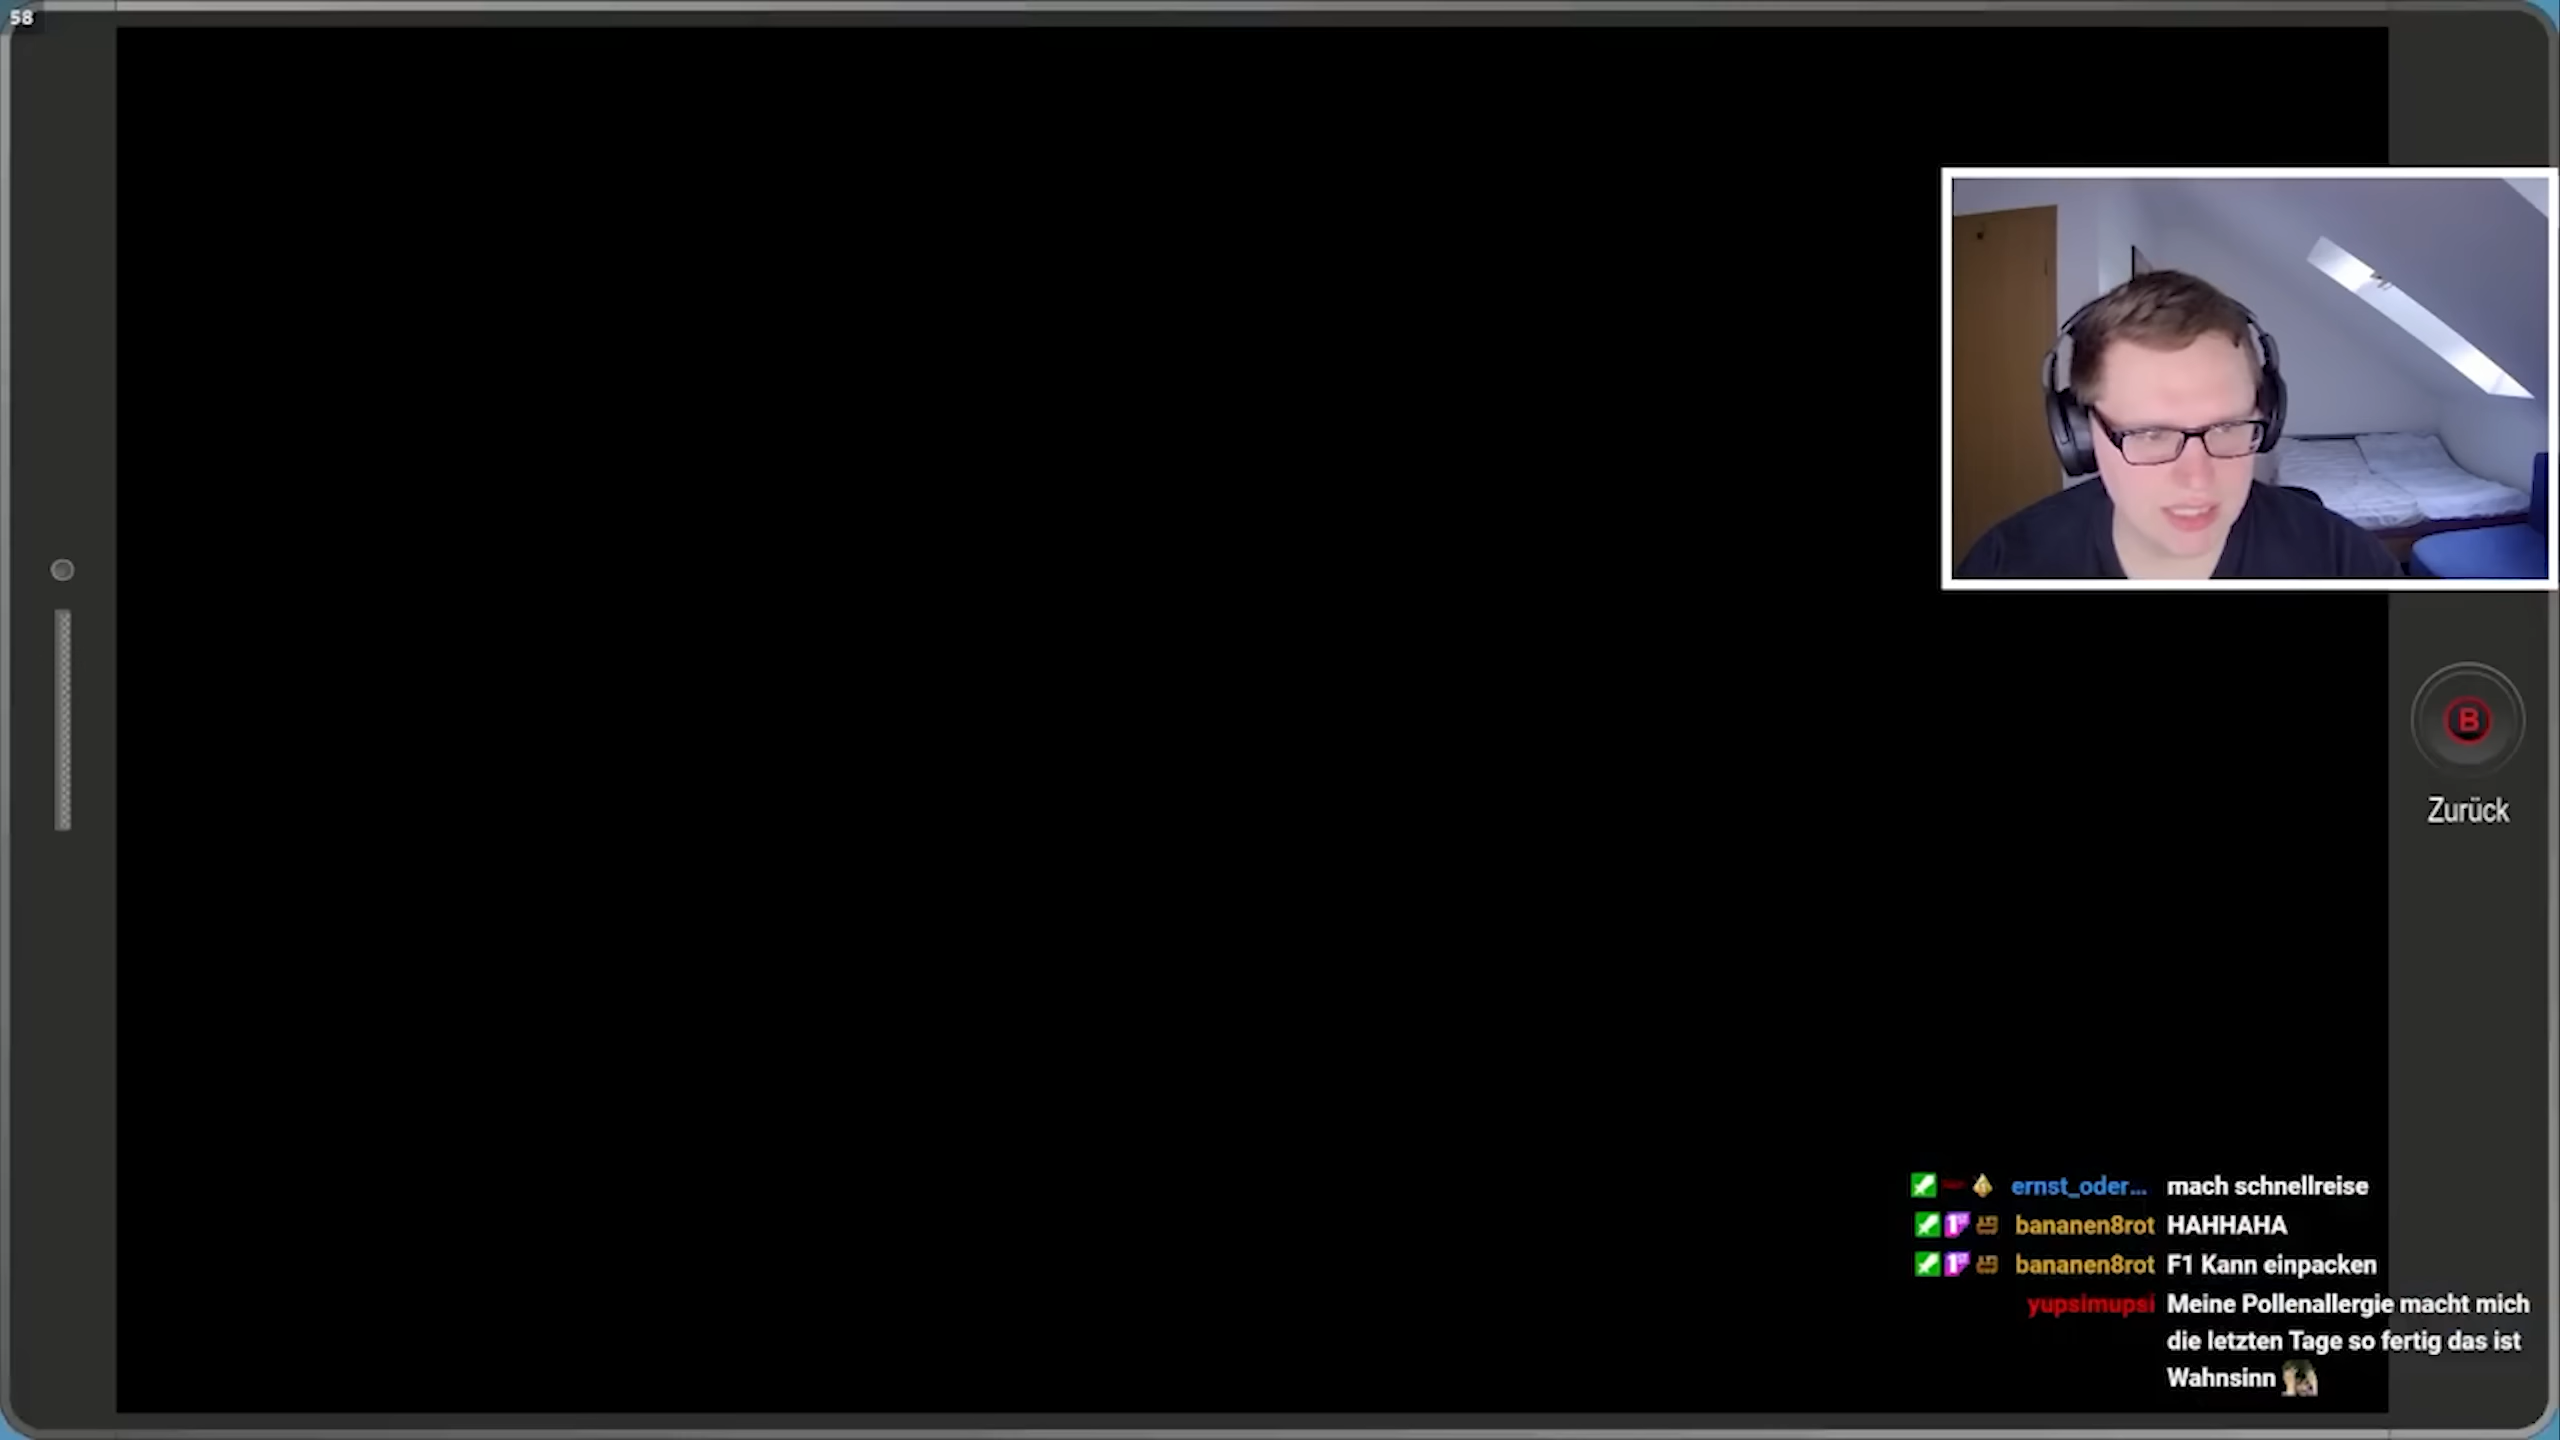 58
B
Zurück
ernst_oder... mach schnellreise
bananen8rot HAHHAHA
bananen8rot F1 Kann einpacken
yupsimupsi Meine Pollenallergie macht mich
die letzten Tage so fertig das ist
Wahnsinn